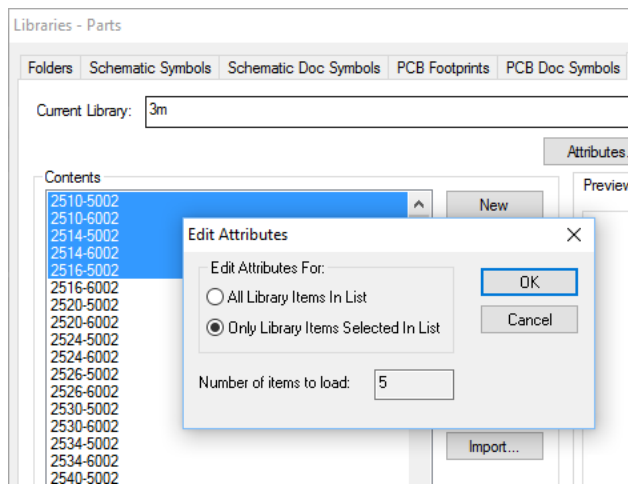 Libraries - Parts
Folders Schematic Symbols Schematic Doc Symbols PCB Footprints PCB Doc Symbols
Current Library: 3m
Attributes.
Contents
Preview
2510-5002
2510-6002
2514-5002
2514-6002
2516-5002
2516-6002
2520-5002
2520-6002
2524-5002
2524-6002
2526-5002
2526-6002
2530-5002
2530-6002
2534-5002
2534-6002
2540-5002
New
Edit Attributes
Edit Attributes For:
All Library Items In List
Only Library Items Selected In List
Number of items to load: 5
OK
Cancel
Import...